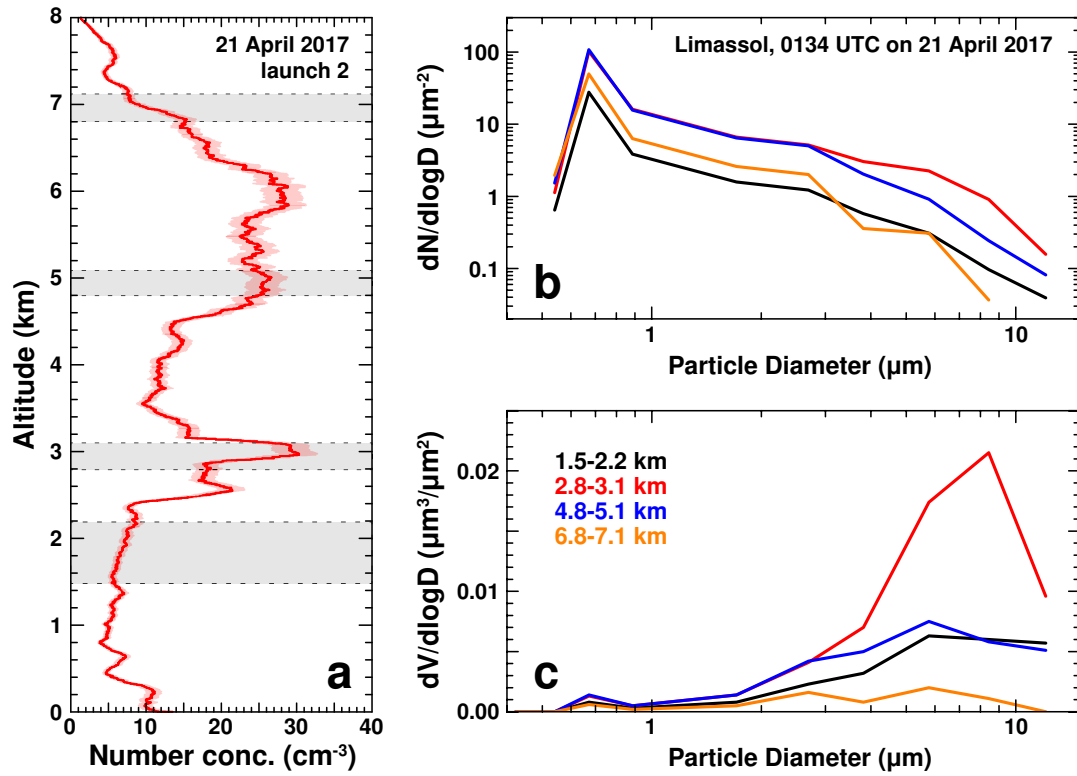 21 April 2017
launch 2
8
7
6
5
4
3
2
1
0
Altitude (km)
0 10 20 30 40
Number conc. (cm-3)
a
Limassol, 0134 UTC on 21 April 2017
100
10
1
0.1
dN/dlogD (µm-2)
b
1 10
Particle Diameter (µm)
0.02
0.01
0.00
dV/dlogD (µm3/µm2)
1.5-2.2 km
2.8-3.1 km
4.8-5.1 km
6.8-7.1 km
c
1 10
Particle Diameter (µm)